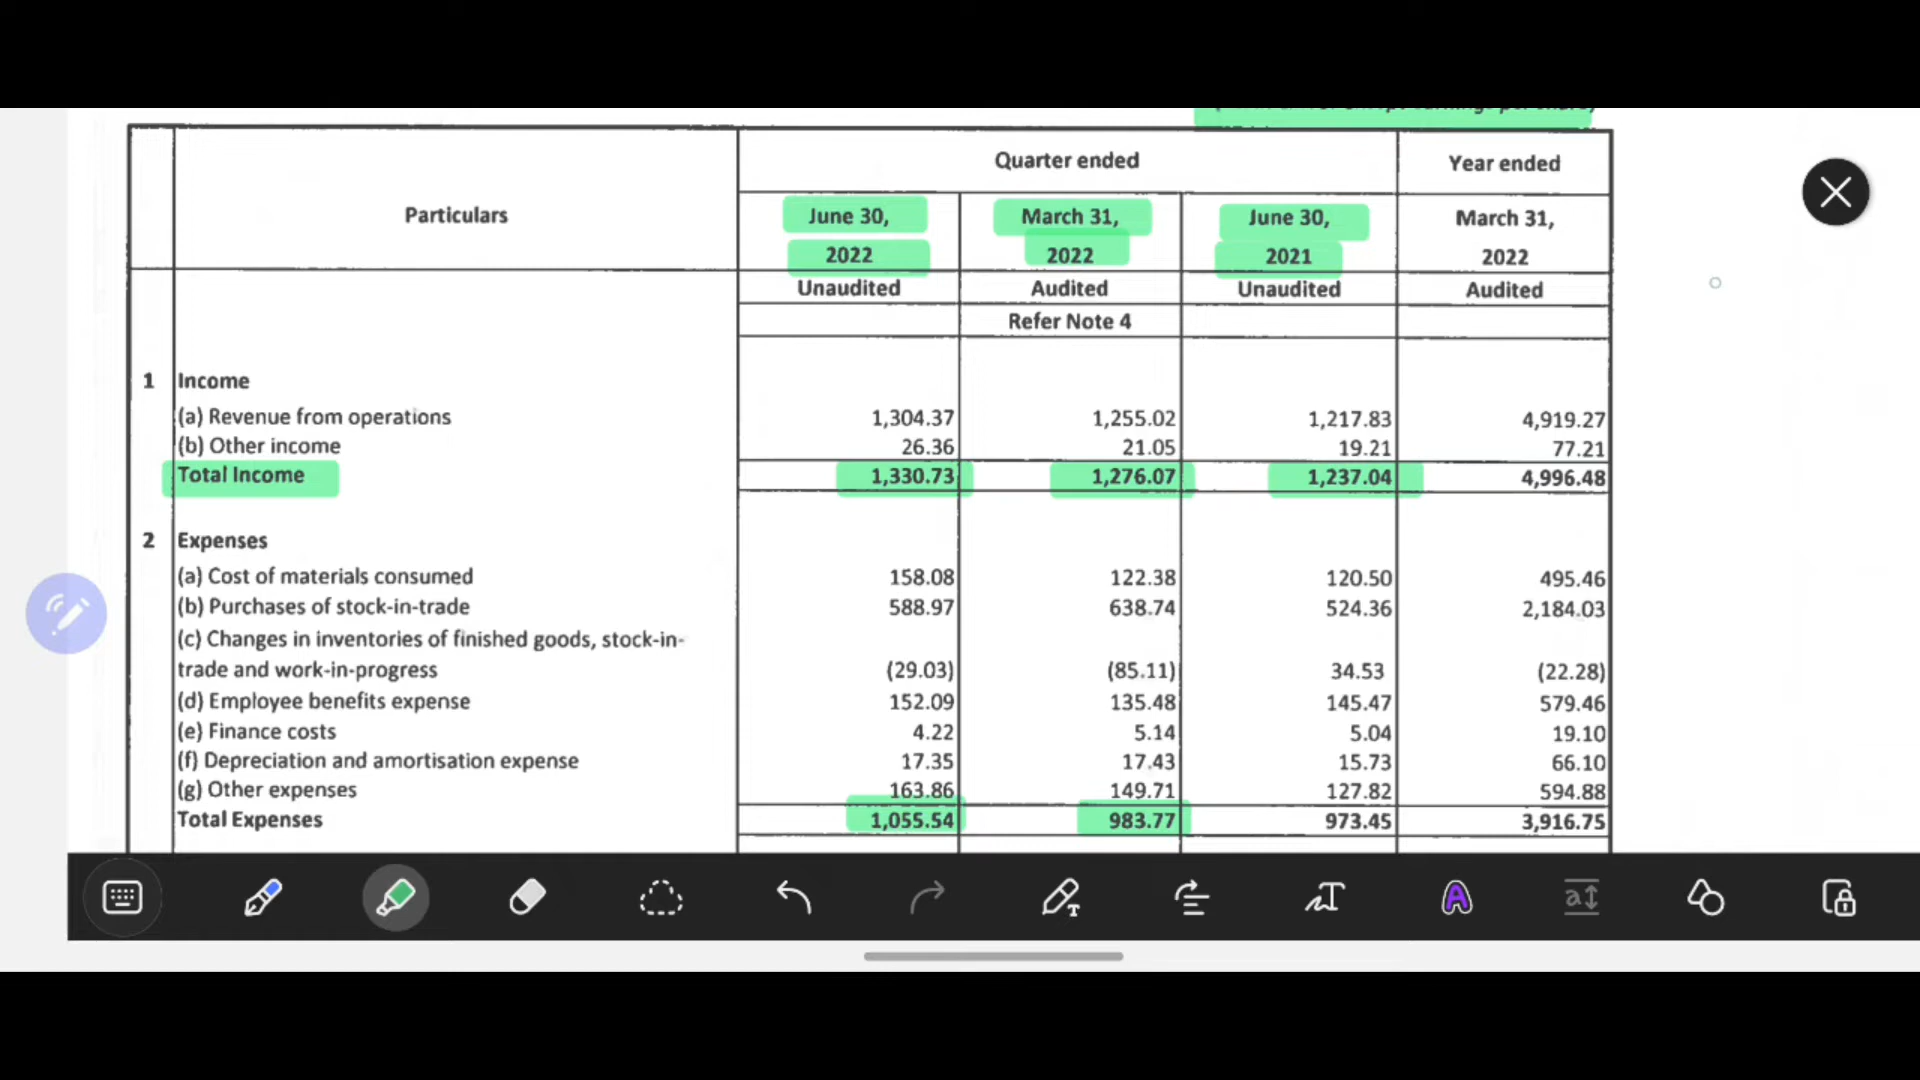 Quarter ended Year ended
Particulars June 30, March 31, June 30, March 31,
2022 2022 2021 2022
Unaudited Audited Unaudited Audited
Refer Note 4
1 Income
(a) Revenue from operations 1,304.37 1,255.02 1,217.83 4,919.27
(b) Other income 26.36 21.05 19.21 77.21
Total Income 1,330.73 1,276.07 1,237.04 4,996.48
2 Expenses
(a) Cost of materials consumed 158.08 122.38 120.50 495.46
(b) Purchases of stock-in-trade 588.97 638.74 524.36 2,184.03
(c) Changes in inventories of finished goods, stock-in-
trade and work-in-progress (29.03) (85.11) 34.53 (22.28)
(d) Employee benefits expense 152.09 135.48 145.47 579.46
(e) Finance costs 4.22 5.14 5.04 19.10
(f) Depreciation and amortisation expense 17.35 17.43 15.73 66.10
(g) Other expenses 163.86 149.71 127.82 594.88
Total Expenses 1,055.54 983.77 973.45 3,916.75